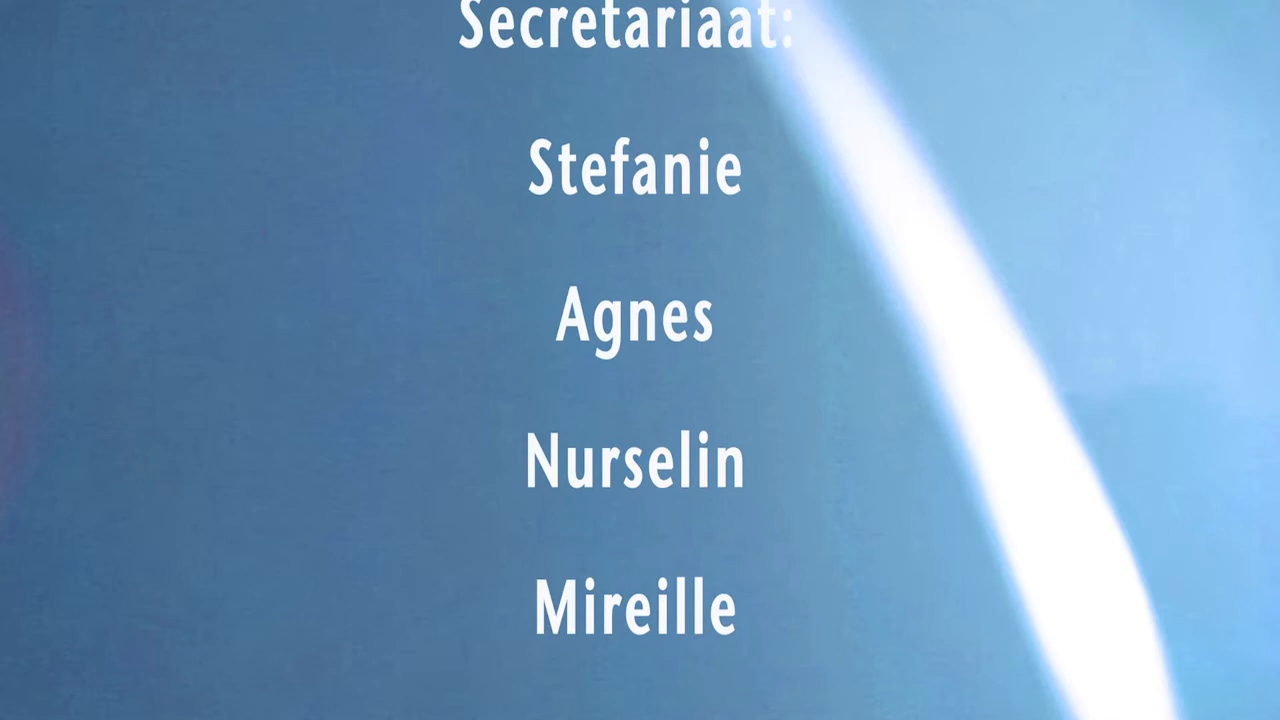 Secretariaat:
Stefanie
Agnes
Nurselin
Mireille